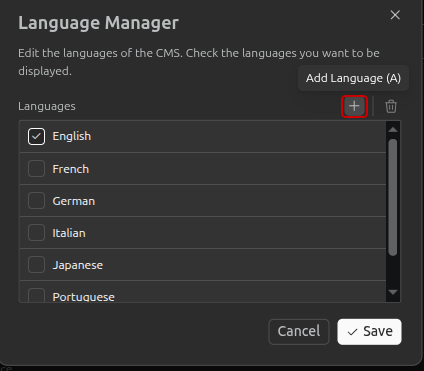 Language Manager
Edit the languages of the CMS. Check the languages you want to be
displayed.
Add Language (A)
Languages
English
French
German
Italian
Japanese
Portuguese
Cancel
Save